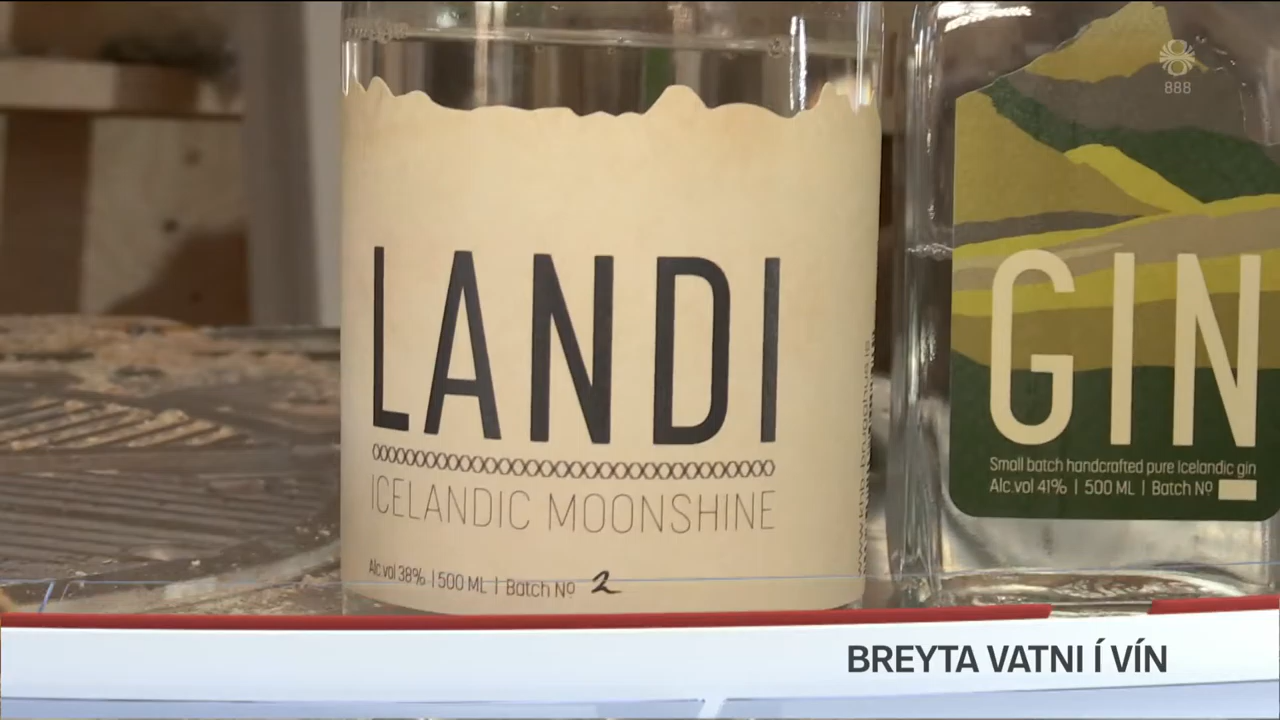 888
LANDI
ICELANDIC MOONSHINE
Alc vol 38% | 500 ML | Batch Nº 2
GIN
Small batch handcrafted pure Icelandic gin
Alc.vol 41% | 500 ML | Batch Nº
BREYTA VATNI Í VÍN